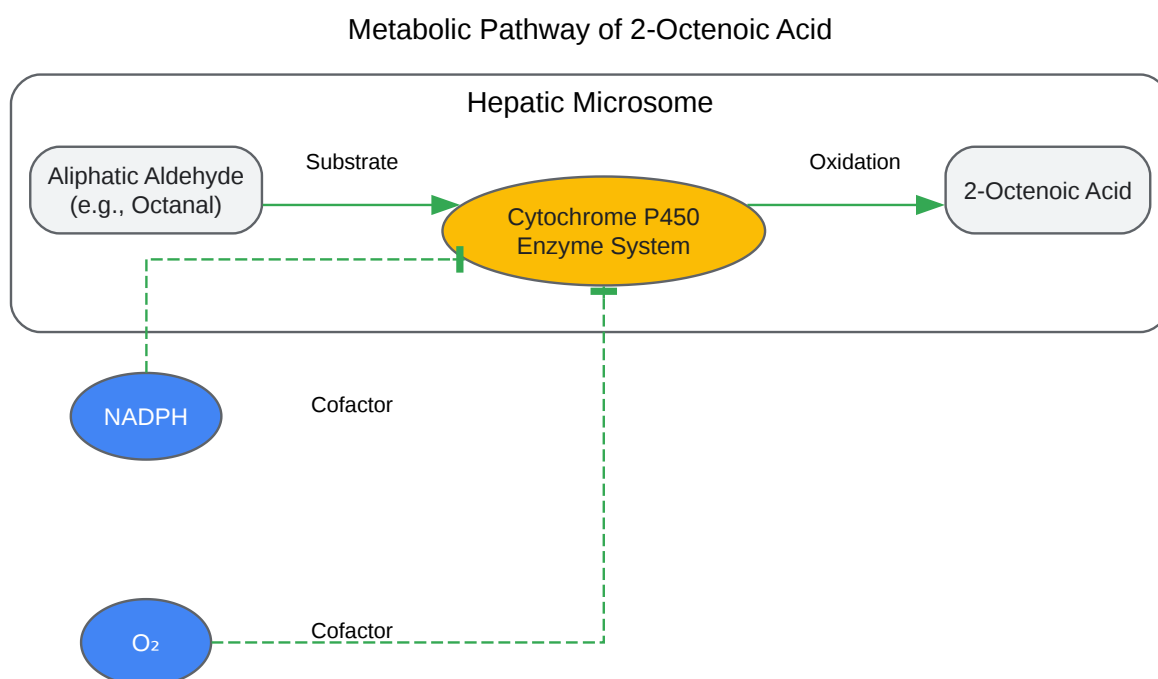 Metabolic Pathway of 2-Octenoic Acid
Hepatic Microsome
Aliphatic Aldehyde
(e.g., Octanal)
Substrate
Cytochrome P450
Enzyme System
Oxidation
2-Octenoic Acid
NADPH
Cofactor
O₂
Cofactor